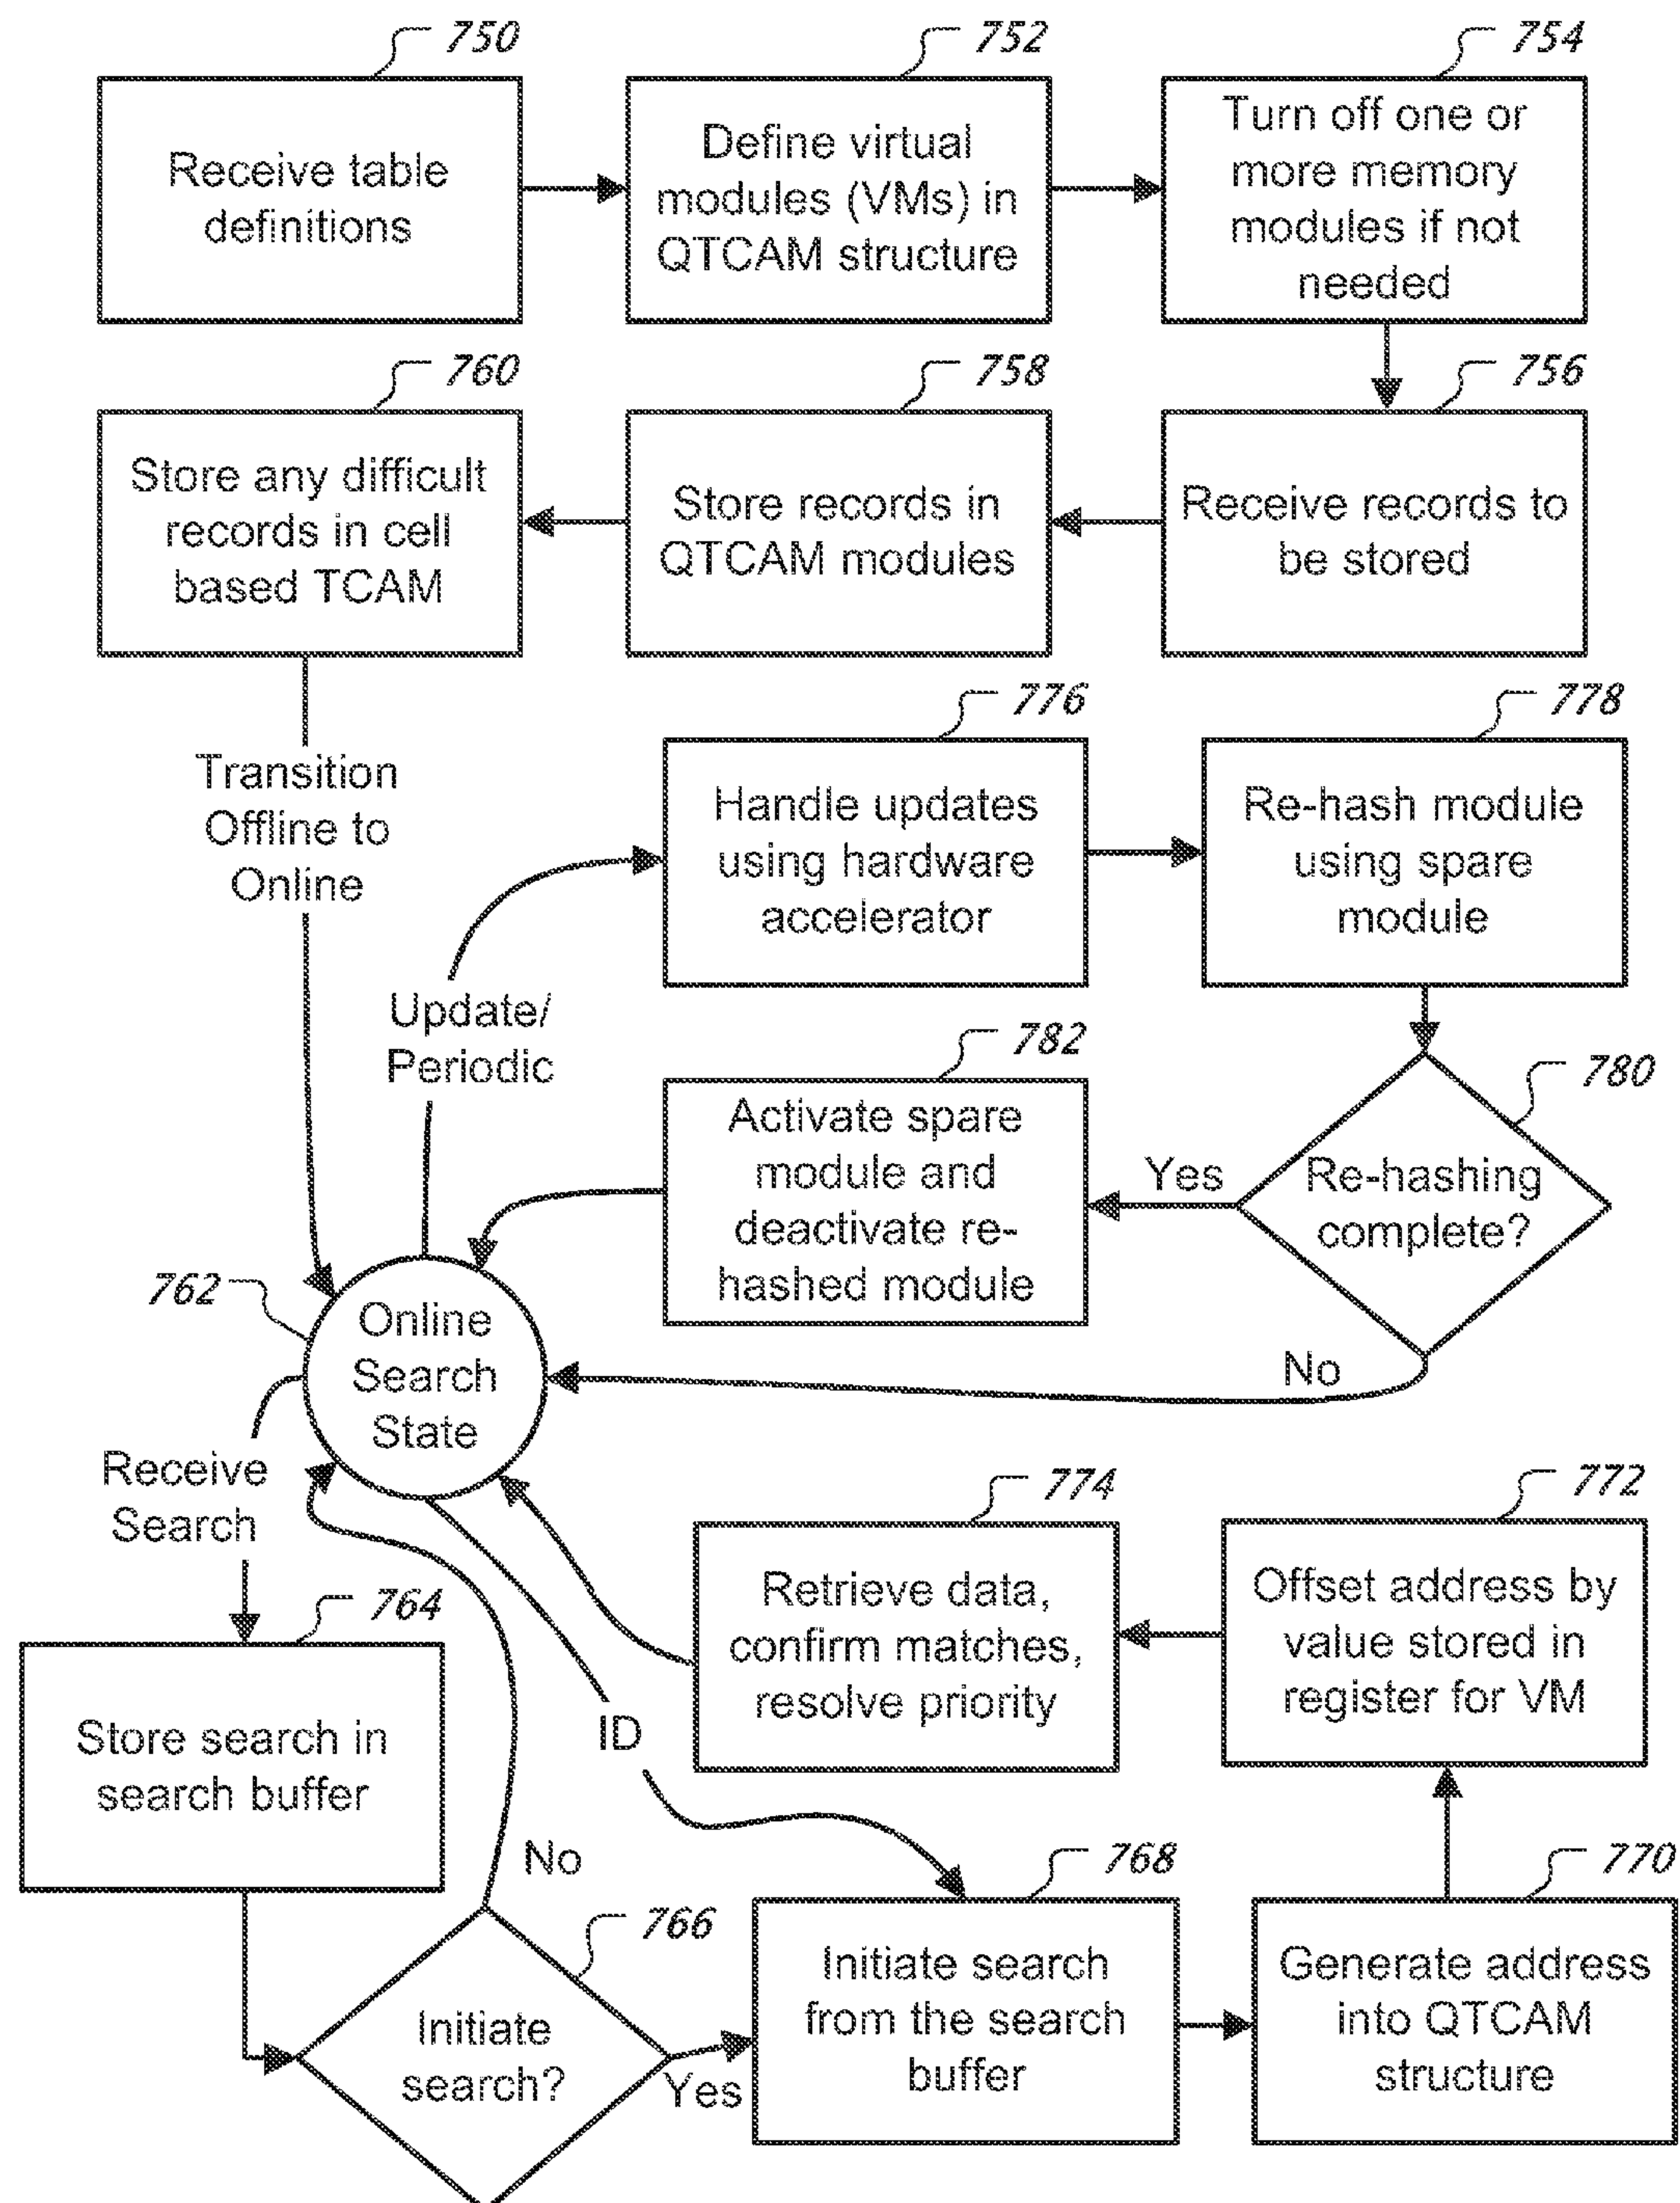 750
Receive table
definitions
752
Define virtual
modules (VMs) in
QTCAM structure
754
Turn off one or
more memory
modules if not
needed
760
Store any difficult
records in cell
based TCAM
758
Store records in
QTCAM modules
756
Receive records to
be stored
Transition
Offline to
Online
776
Handle updates
using hardware
accelerator
778
Re-hash module
using spare
module
Update/
Periodic
782
Activate spare
module and
deactivate re-
hashed module
Yes
780
Re-hashing
complete?
No
762
Online
Search
State
Receive
Search
774
Retrieve data,
confirm matches,
resolve priority
772
Offset address by
value stored in
register for VM
764
Store search in
search buffer
ID
No
766
Initiate
search?
Yes
768
Initiate search
from the search
buffer
770
Generate address
into QTCAM
structure